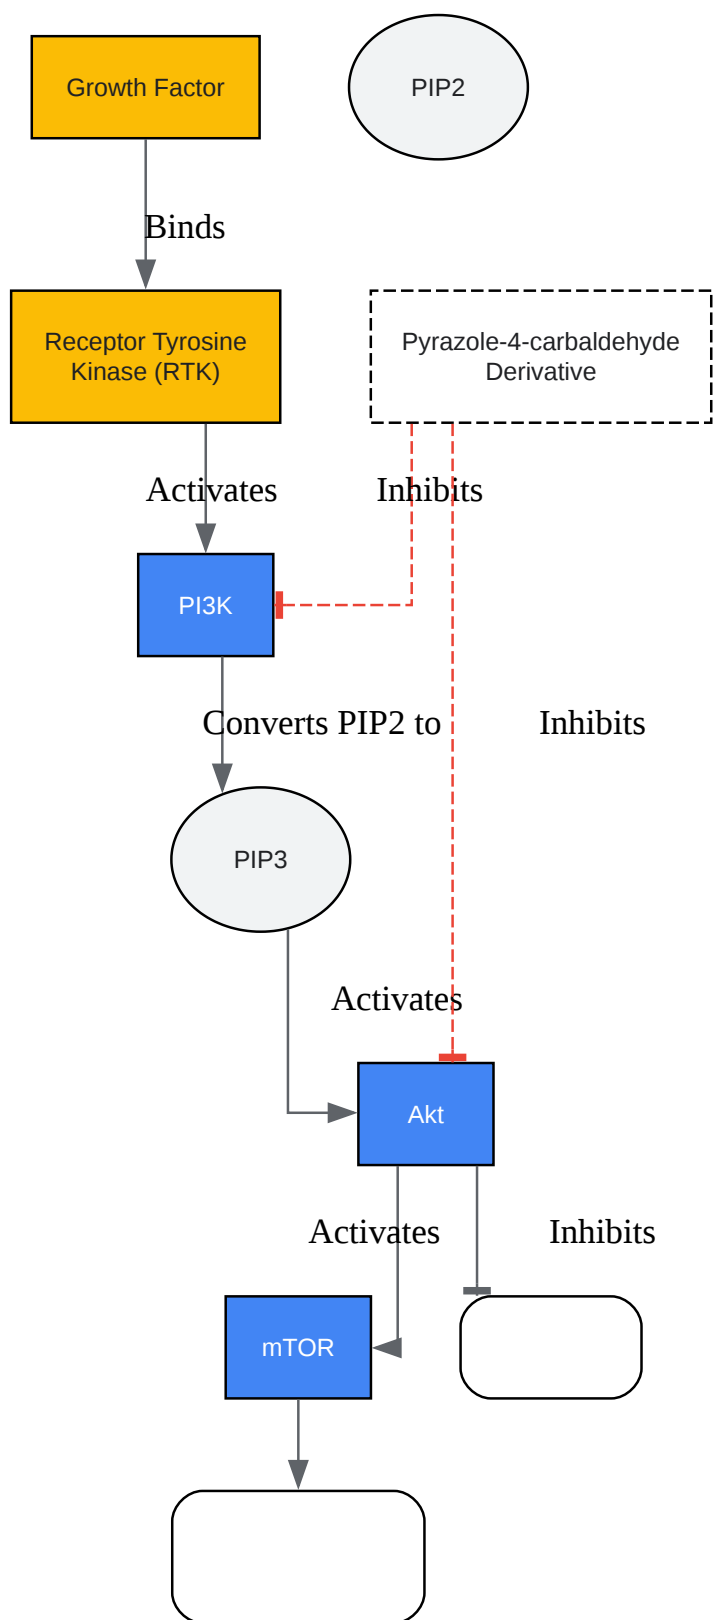 Growth Factor
PIP2
Binds
Receptor Tyrosine
Kinase (RTK)
Pyrazole-4-carbaldehyde
Derivative
Activates
Inhibits
PI3K
Converts PIP2 to
Inhibits
PIP3
Activates
Akt
Activates
Inhibits
mTOR